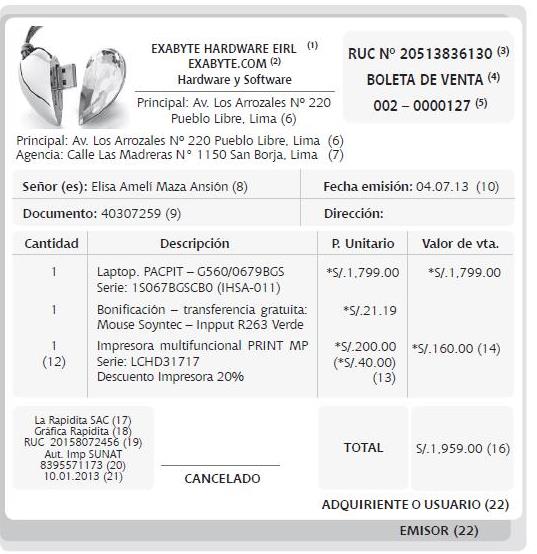 EXABYTE HARDWARE EIRL (1)
EXABYTE.COM (2)
Hardware y Software
Principal: Av. Los Arrozales Nº 220
Pueblo Libre, Lima (6)
RUC Nº 20513836130 (3)
BOLETA DE VENTA (4)
002 – 0000127 (5)
Principal: Av. Los Arrozales Nº 220 Pueblo Libre, Lima (6)
Agencia: Calle Las Madreras N° 1150 San Borja, Lima (7)
Señor (es): Elisa Amelí Maza Ansión (8) Fecha emisión: 04.07.13 (10)
Documento: 40307259 (9) Dirección:
Cantidad Descripción P. Unitario Valor de vta.
1 Laptop. PACPIT – G560/0679BGS *S/.1,799.00 *S/.1,799.00
Serie: 1S067BGSCB0 (IHSA-011)
1 Bonificación – transferencia gratuita: *S/.21.19
Mouse Soyntec – Inpput R263 Verde
1 Impresora multifuncional PRINT MP *S/.200.00 *S/.160.00 (14)
(12) Serie: LCHD31717 (*S/.40.00)
Descuento Impresora 20% (13)
La Rapidita SAC (17)
Gráfica Rapidita (18)
RUC 20158072456 (19)
Aut. Imp SUNAT
8395571173 (20)
10.01.2013 (21)
CANCELADO
TOTAL S/.1,959.00 (16)
ADQUIRIENTE O USUARIO (22)
EMISOR (22)